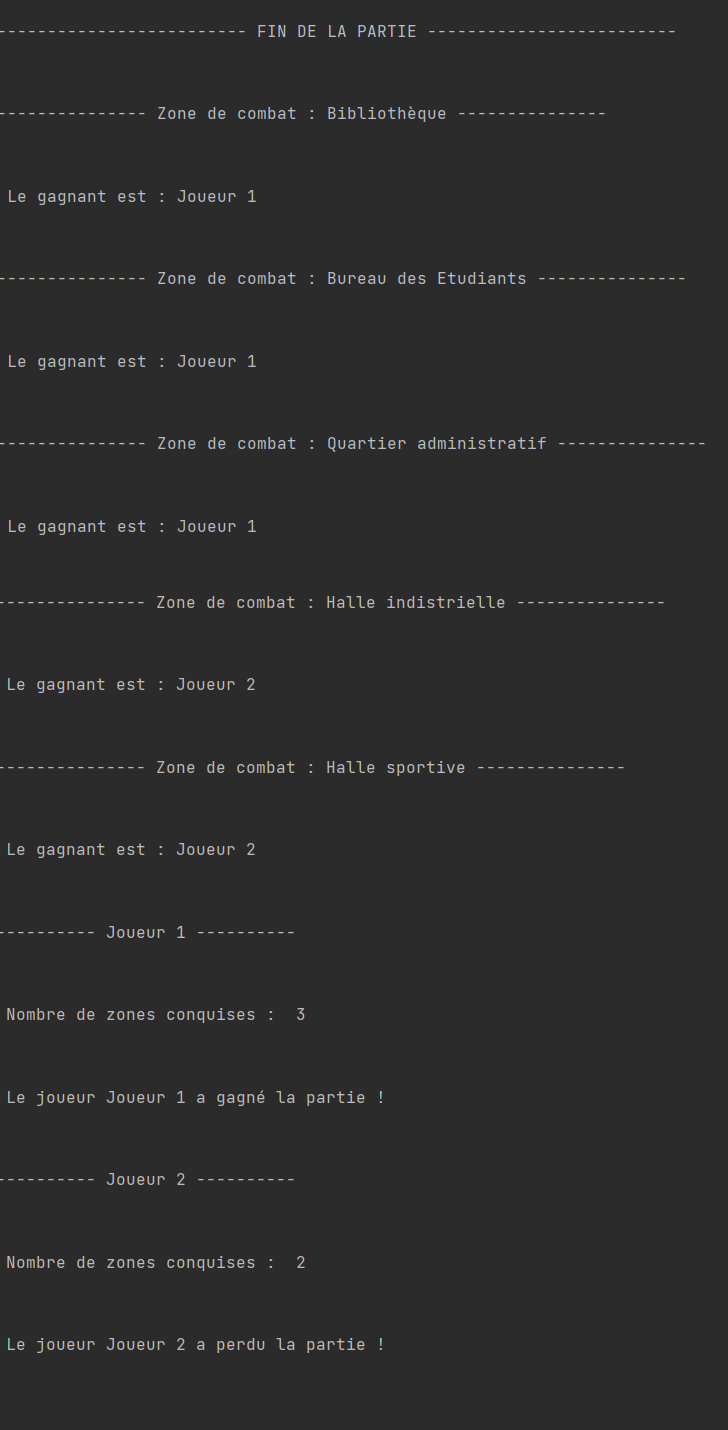 ------------------------- FIN DE LA PARTIE -------------------------
--------------- Zone de combat : Bibliothèque ---------------
Le gagnant est : Joueur 1
--------------- Zone de combat : Bureau des Etudiants ---------------
Le gagnant est : Joueur 1
--------------- Zone de combat : Quartier administratif ---------------
Le gagnant est : Joueur 1
--------------- Zone de combat : Halle indistrielle ---------------
Le gagnant est : Joueur 2
--------------- Zone de combat : Halle sportive ---------------
Le gagnant est : Joueur 2
---------- Joueur 1 ----------
Nombre de zones conquises :  3
Le joueur Joueur 1 a gagné la partie !
---------- Joueur 2 ----------
Nombre de zones conquises :  2
Le joueur Joueur 2 a perdu la partie !